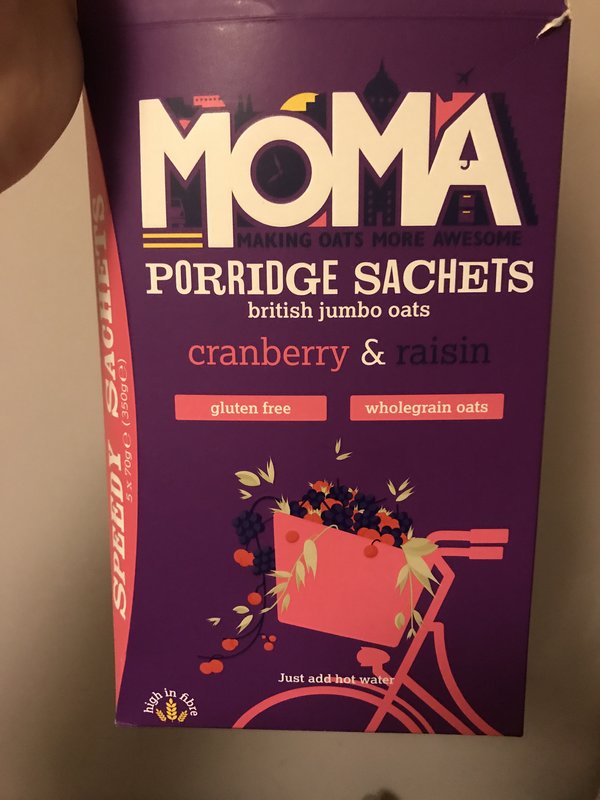 MOMA
MAKING OATS MORE AWESOME
PORRIDGE SACHETS
british jumbo oats
cranberry & raisin
gluten free
wholegrain oats
SPEEDY SACHETS
5 x 70g ℮ (350g ℮)
Just add hot water
high in fibre